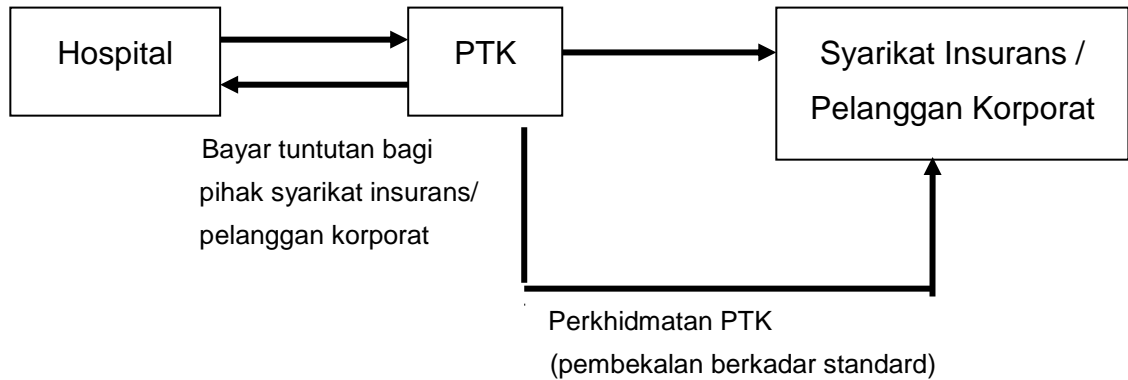 Hospital
PTK
Syarikat Insurans /
Pelanggan Korporat
Bayar tuntutan bagi
pihak syarikat insurans/
pelanggan korporat
Perkhidmatan PTK
(pembekalan berkadar standard)